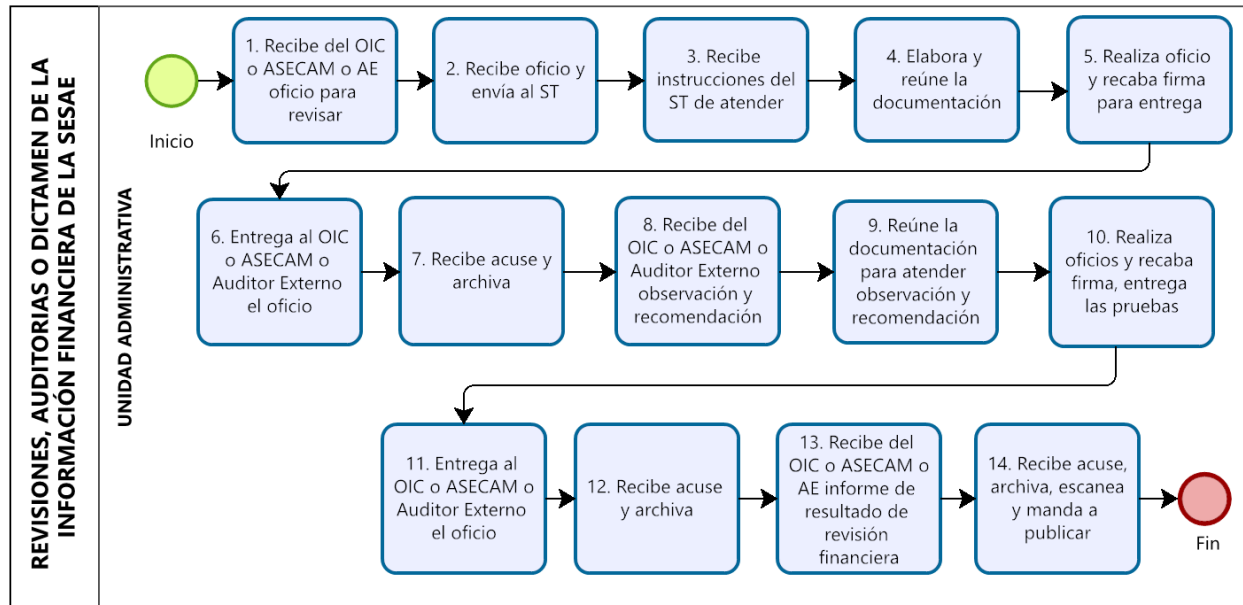 REVISIONES, AUDITORIAS O DICTAMEN DE LA
INFORMACIÓN FINANCIERA DE LA SESAE
UNIDAD ADMINISTRATIVA
Inicio
1. Recibe del OIC
o ASECAM o AE
oficio para
revisar
2. Recibe oficio y
envía al ST
3. Recibe
instrucciones del
ST de atender
4. Elabora y
reúne la
documentación
5. Realiza oficio
y recaba firma
para entrega
6. Entrega al OIC
o ASECAM o
Auditor Externo
el oficio
7. Recibe acuse y
archiva
8. Recibe del
OIC o ASECAM o
Auditor Externo
observación y
recomendación
9. Reúne la
documentación
para atender
observación y
recomendación
10. Realiza
oficios y recaba
firma, entrega
las pruebas
11. Entrega al
OIC o ASECAM o
Auditor Externo
el oficio
12. Recibe acuse
y archiva
13. Recibe del
OIC o ASECAM o
AE informe de
resultado de
revisión
financiera
14. Recibe acuse,
archiva, escanea
y manda a
publicar
Fin